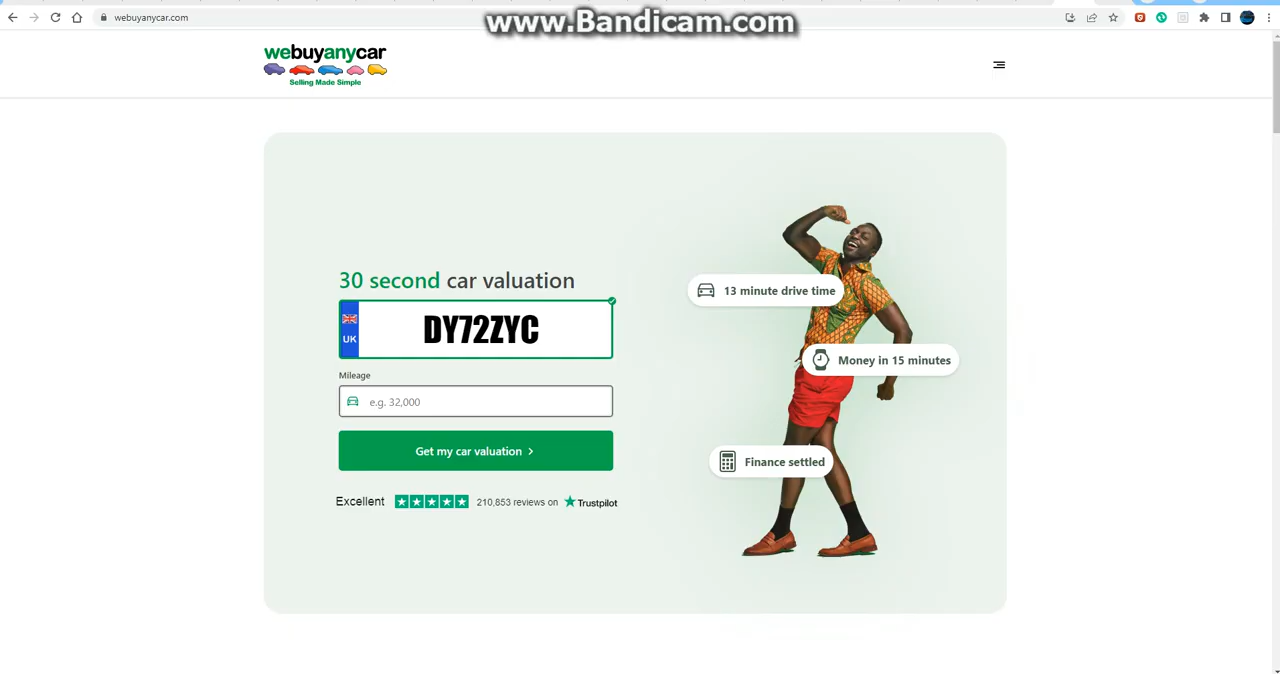 webuyanycar.com
www.Bandicam.com
webuyanycar
Selling Made Simple
30 second car valuation
UK
DY72ZYC
Mileage
e.g. 32,000
Get my car valuation
Excellent
210,853 reviews on
Trustpilot
13 minute drive time
Money in 15 minutes
Finance settled